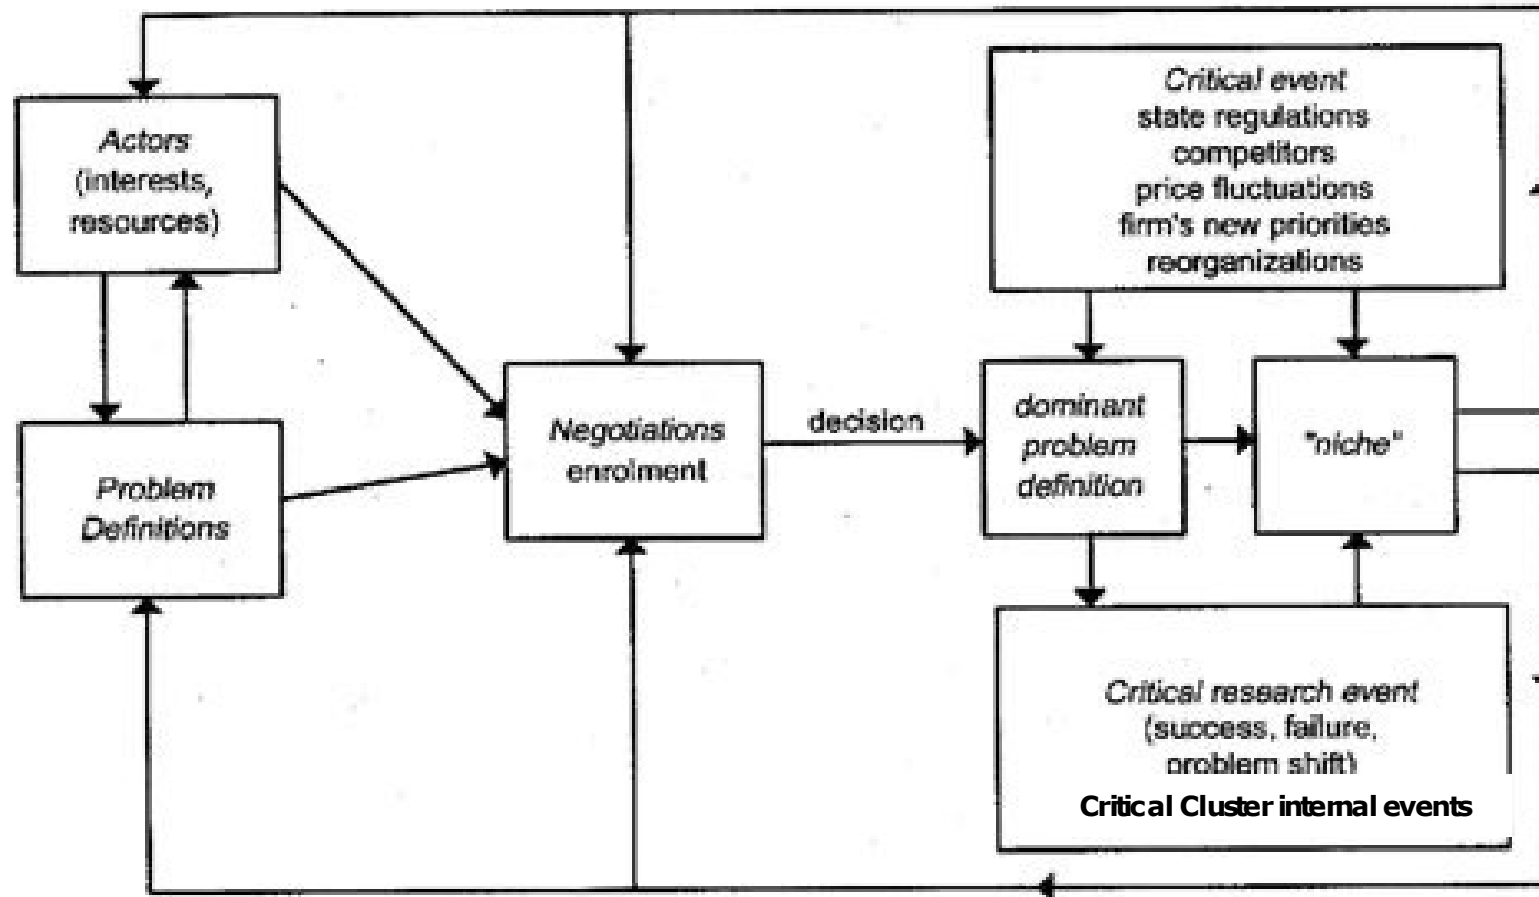 Critical event
state regulations
competitors
price fluctuations
firm's new priorities
reorganizations
Actors
(interests,
resources)
Problem
Definitions
Negotiations
enrolment
decision
dominant
problem
definition
"niche"
Critical research event
(success, failure,
problem shift)
Critical Cluster internal events